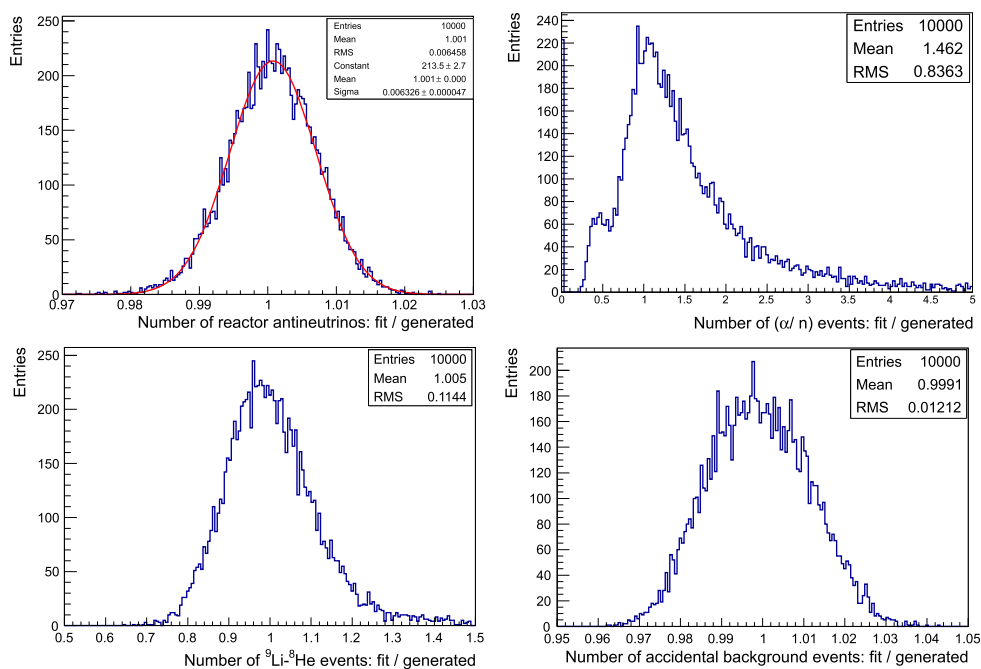 Entries
250
200
150
100
50
0
0.97 0.98 0.99 1 1.01 1.02 1.03
Number of reactor antineutrinos: fit / generated
Entries 10000
Mean 1.001
RMS 0.006458
Constant 213.5 ± 2.7
Mean 1.001 ± 0.000
Sigma 0.006326 ± 0.000047
Entries
240
220
200
180
160
140
120
100
80
60
40
20
0
0 0.5 1 1.5 2 2.5 3 3.5 4 4.5 5
Number of (α/ n) events: fit / generated
Entries 10000
Mean 1.462
RMS 0.8363
Entries
250
200
150
100
50
0
0.5 0.6 0.7 0.8 0.9 1 1.1 1.2 1.3 1.4 1.5
Number of ⁹Li-⁸He events: fit / generated
Entries 10000
Mean 1.005
RMS 0.1144
Entries
200
180
160
140
120
100
80
60
40
20
0
0.95 0.96 0.97 0.98 0.99 1 1.01 1.02 1.03 1.04 1.05
Number of accidental background events: fit / generated
Entries 10000
Mean 0.9991
RMS 0.01212